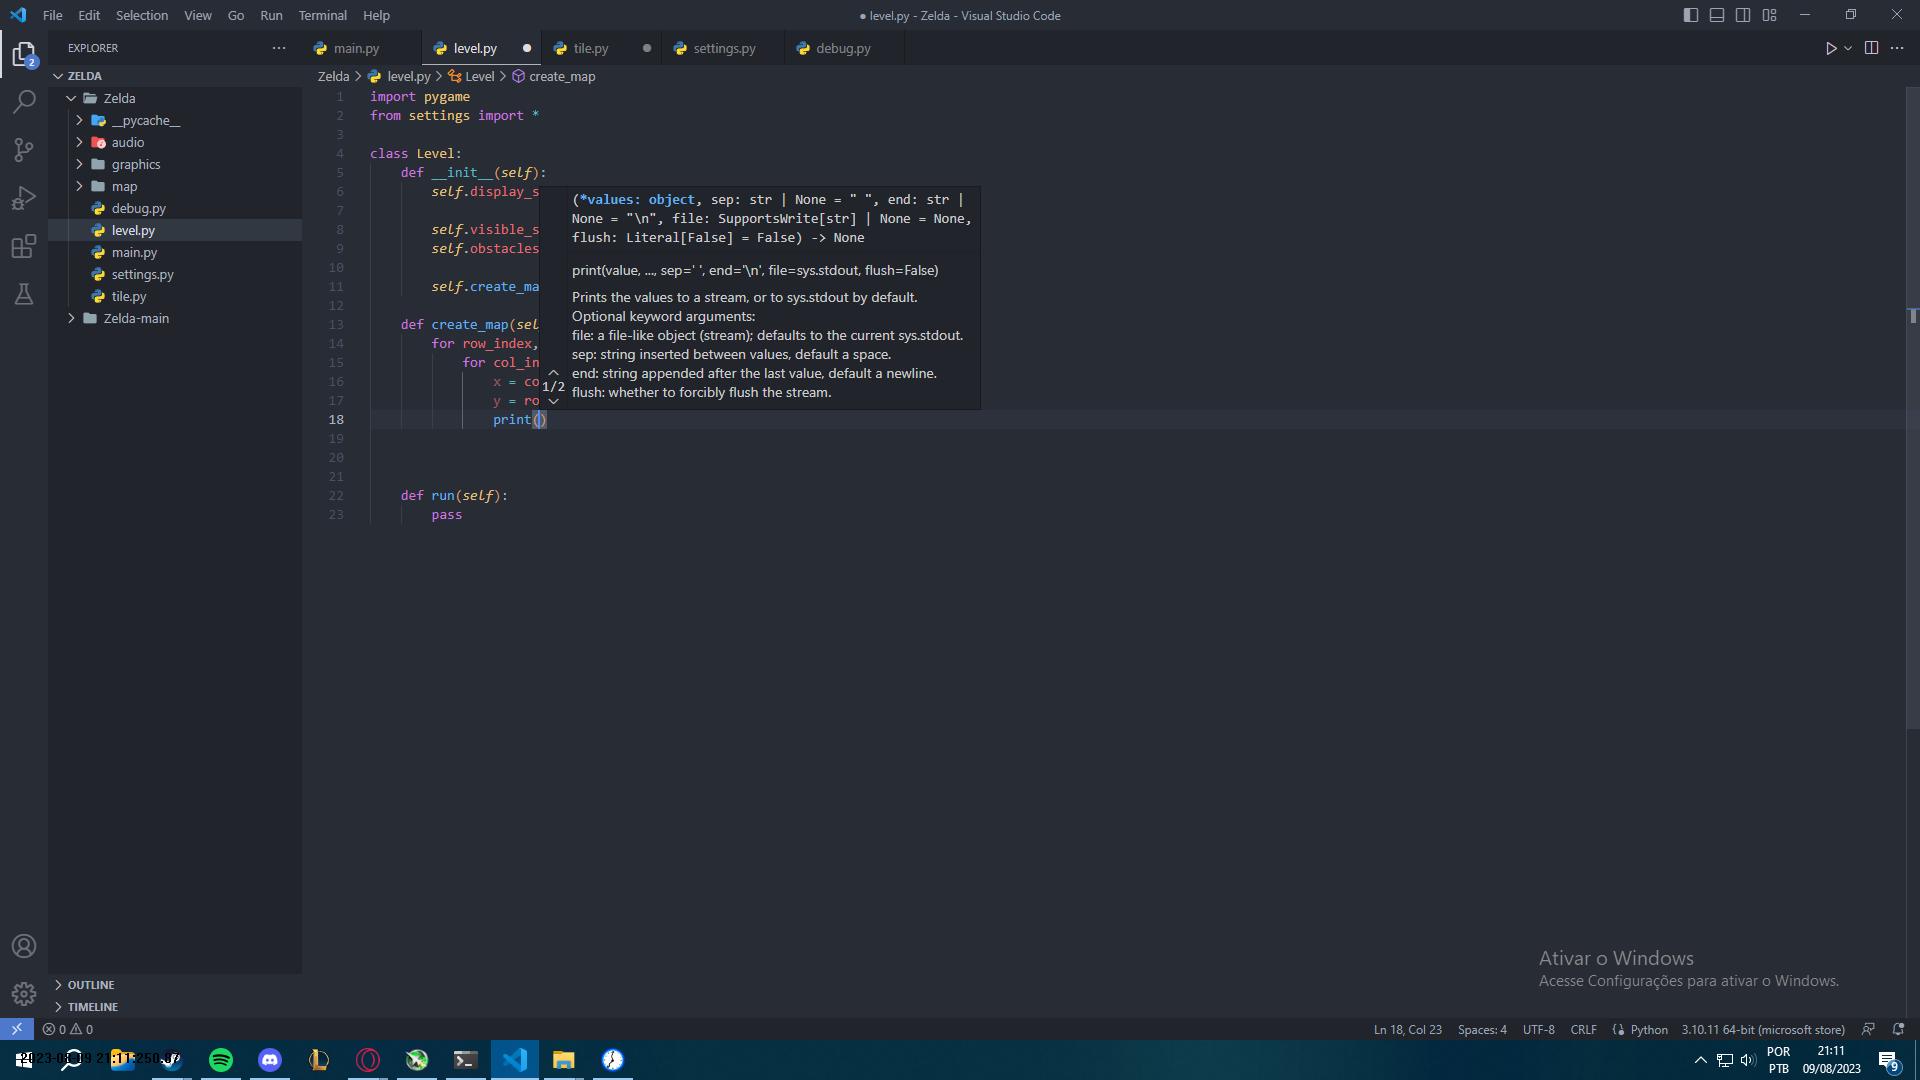 File Edit Selection View Go Run Terminal Help
● level.py - Zelda - Visual Studio Code
EXPLORER
main.py
level.py
tile.py
settings.py
debug.py
ZELDA
Zelda
__pycache__
audio
graphics
map
debug.py
level.py
main.py
settings.py
tile.py
Zelda-main
OUTLINE
TIMELINE
2
Zelda > level.py > Level > create_map
1 import pygame
2 from settings import *
3
4 class Level:
5 def __init__(self):
6 self.display_s
7
8 self.visible_s
9 self.obstacles
10
11 self.create_ma
12
13 def create_map(sel
14 for row_index,
15 for col_in
16 x = co
17 y = ro
18 print()
19
20
21
22 def run(self):
23 pass
(*values: object, sep: str | None = " ", end: str |
None = "\n", file: SupportsWrite[str] | None = None,
flush: Literal[False] = False) -> None
print(value, ..., sep=' ', end='\n', file=sys.stdout, flush=False)
Prints the values to a stream, or to sys.stdout by default.
Optional keyword arguments:
file: a file-like object (stream); defaults to the current sys.stdout.
sep: string inserted between values, default a space.
end: string appended after the last value, default a newline.
flush: whether to forcibly flush the stream.
1/2
Ativar o Windows
Acesse Configurações para ativar o Windows.
0 0
Ln 18, Col 23 Spaces: 4 UTF-8 CRLF Python 3.10.11 64-bit (microsoft store)
2023-08-09 21:11:250.87
POR
PTB
21:11
09/08/2023
9